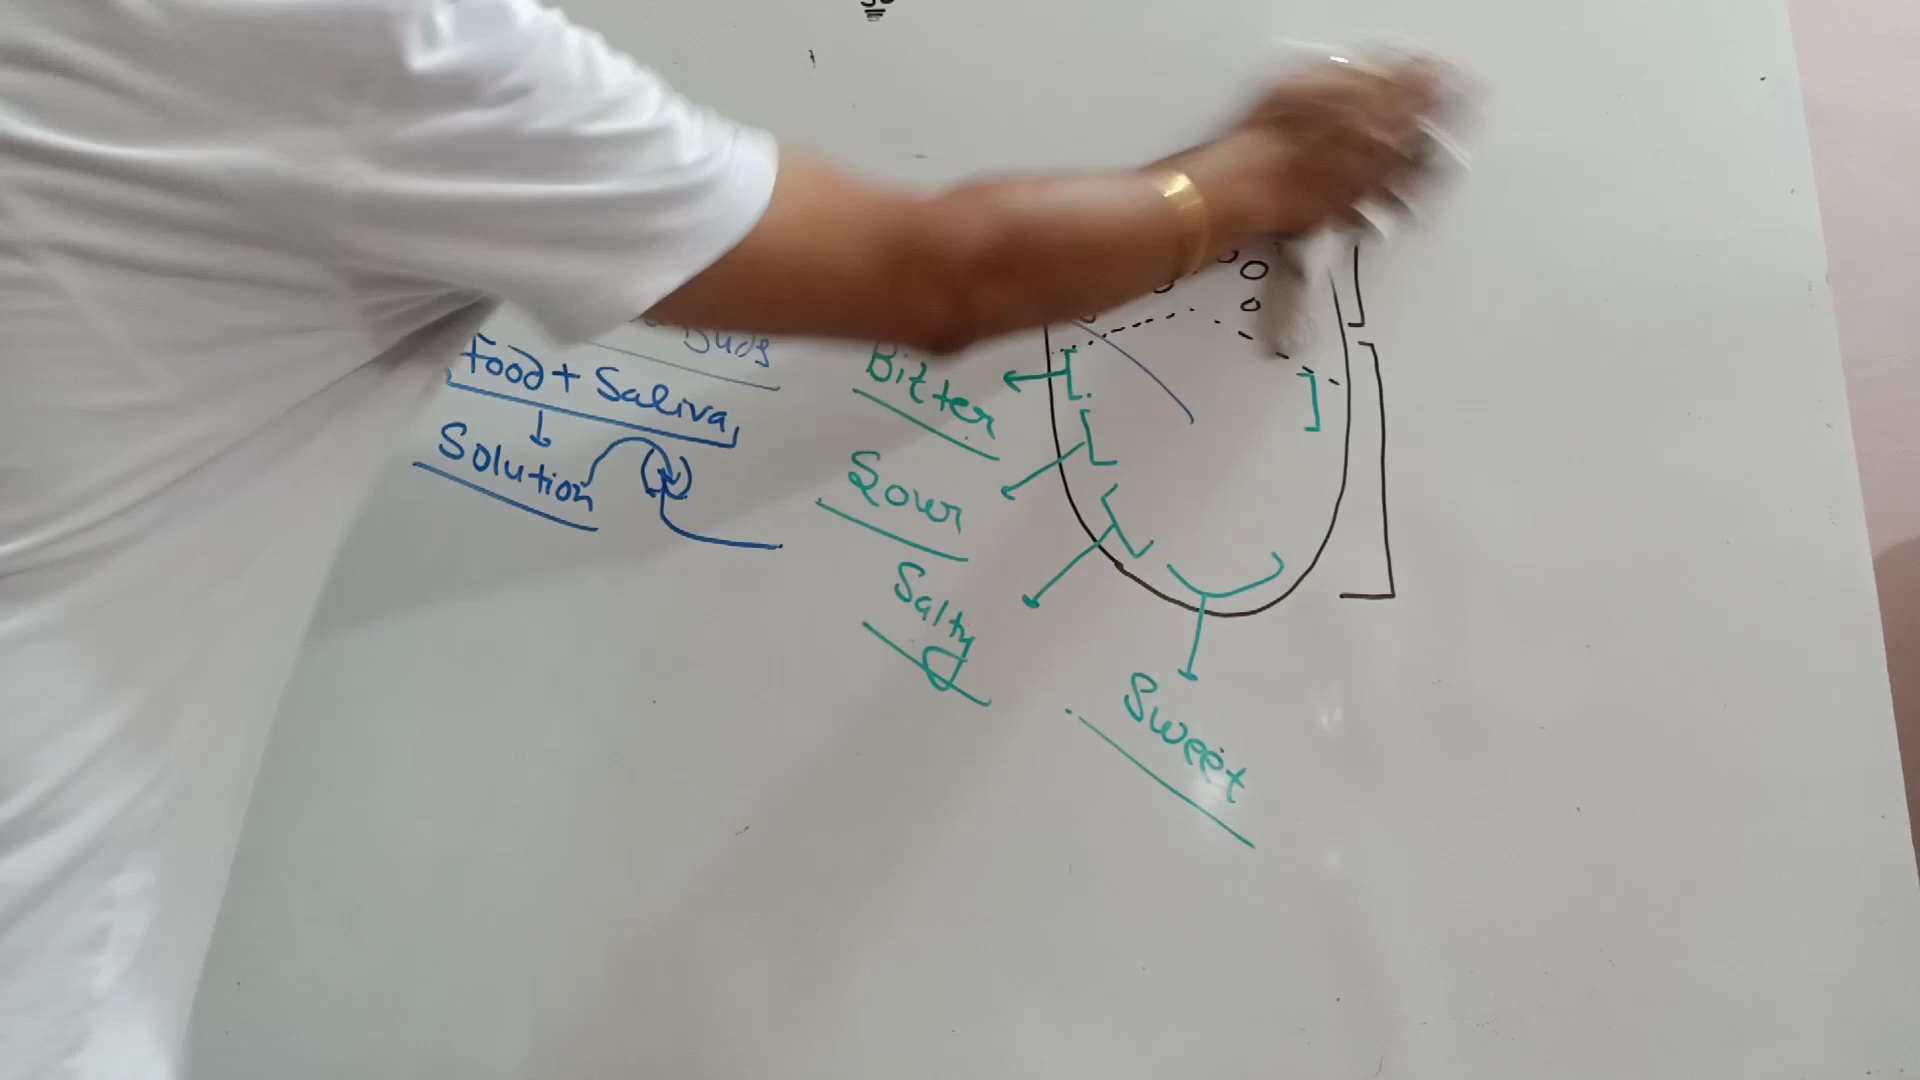 Buds
Food + Saliva
Solution
Bitter
Sour
Salty
Sweet